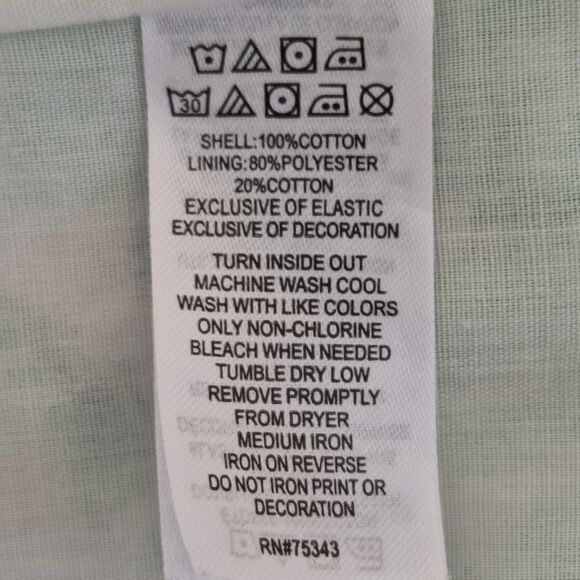 30
SHELL:100%COTTON
LINING:80%POLYESTER
20%COTTON
EXCLUSIVE OF ELASTIC
EXCLUSIVE OF DECORATION
TURN INSIDE OUT
MACHINE WASH COOL
WASH WITH LIKE COLORS
ONLY NON-CHLORINE
BLEACH WHEN NEEDED
TUMBLE DRY LOW
REMOVE PROMPTLY
FROM DRYER
MEDIUM IRON
IRON ON REVERSE
DO NOT IRON PRINT OR
DECORATION
RN#75343